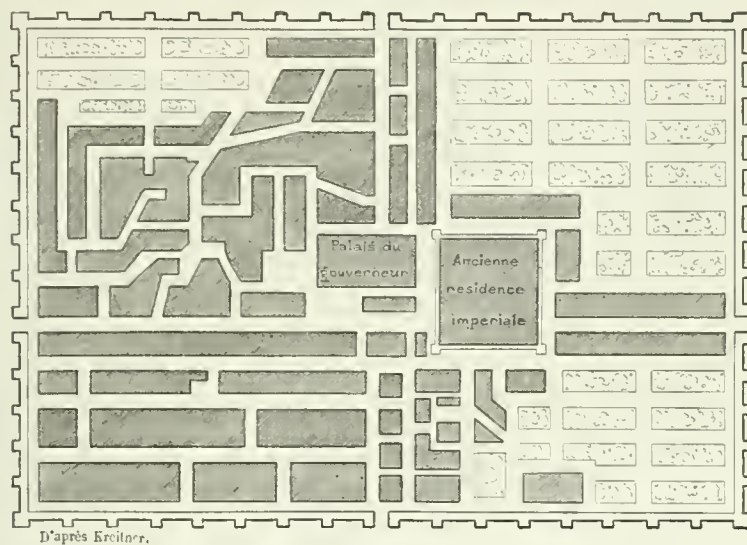 Palais du
gouverneur
Ancienne
residence
imperiale
D'après Kreitner.